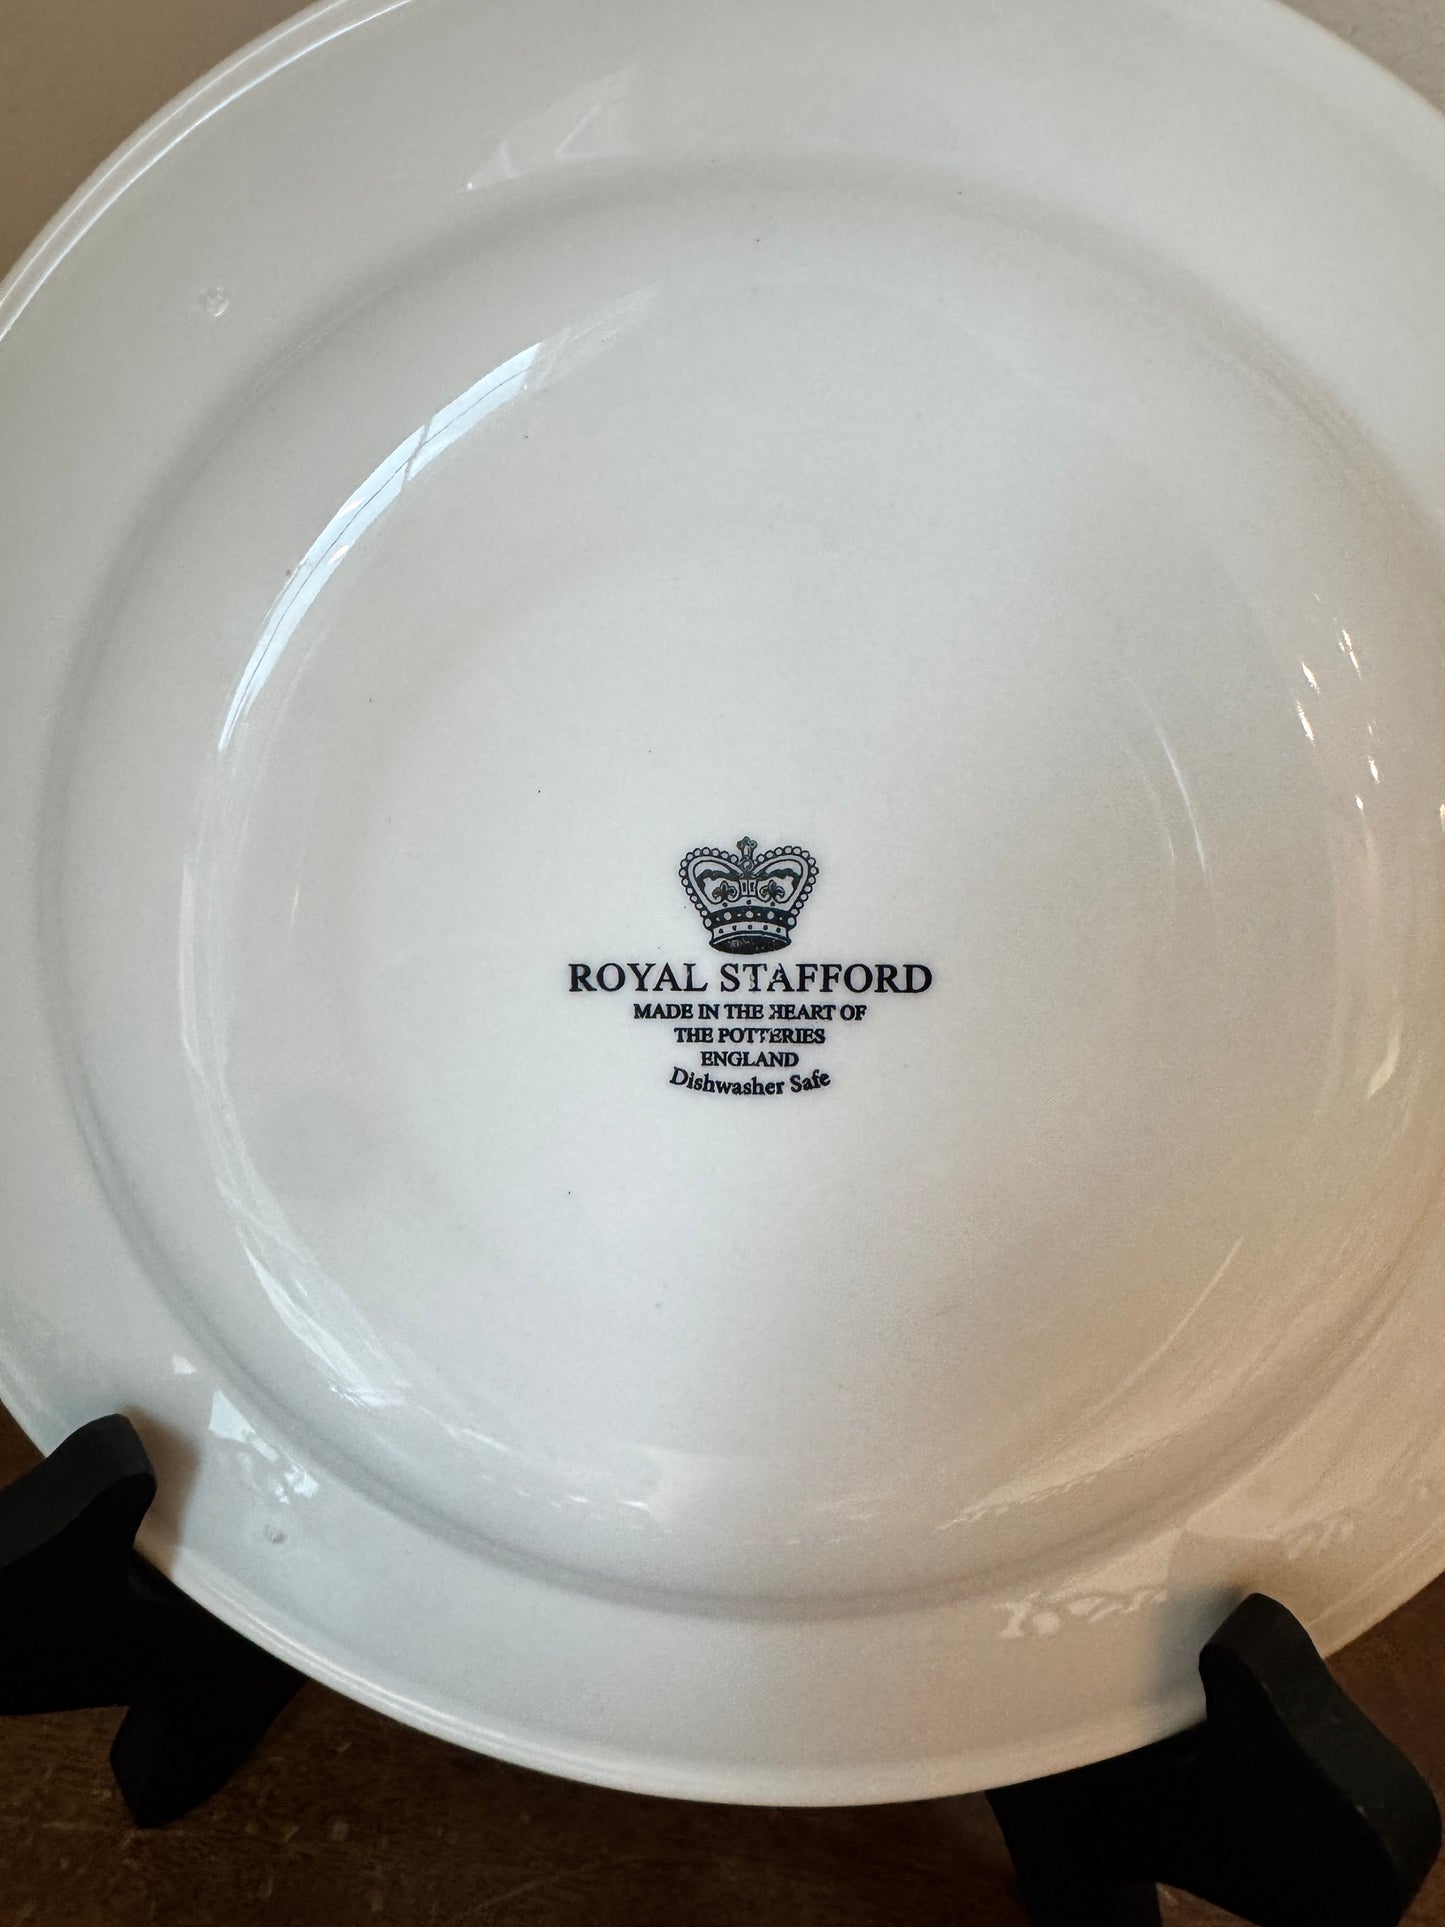 ROYAL STAFFORD
MADE IN THE HEART OF
THE POTTERIES
ENGLAND
Dishwasher Safe